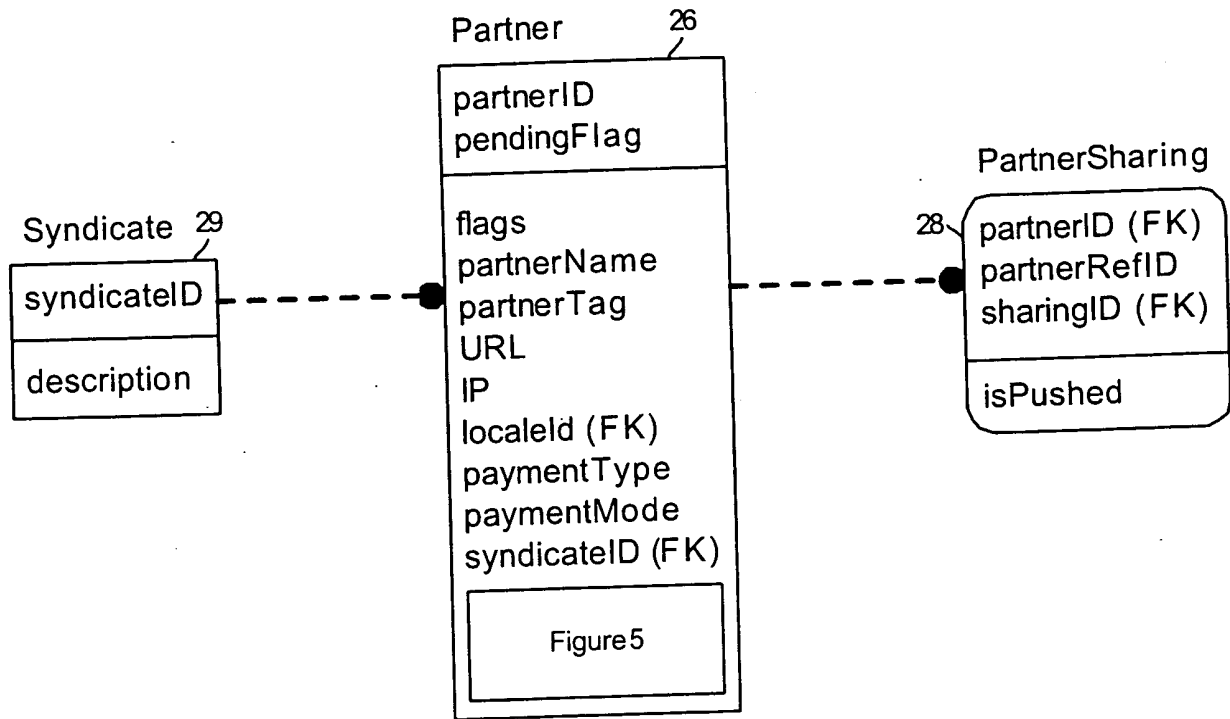 Syndicate 29
syndicateID
description
Partner 26
partnerID
pendingFlag
flags
partnerName
partnerTag
URL
IP
localeId (FK)
paymentType
paymentMode
syndicateID (FK)
Figure 5
PartnerSharing
28
partnerID (FK)
partnerRefID
sharingID (FK)
isPushed